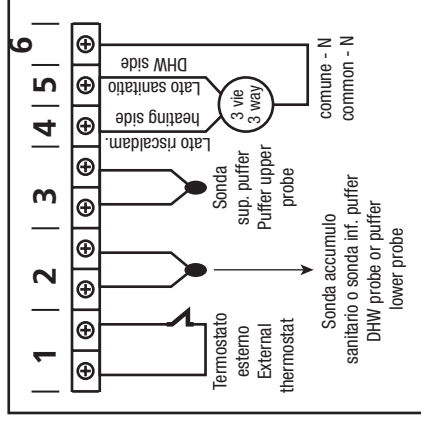 1
2
3
4
5
6
Termostato
esterno
External
thermostat
Sonda accumulo
sanitario o sonda inf. puffer
DHW probe or puffer
lower probe
Sonda
sup. puffer
Puffer upper
probe
Lato riscaldam.
heating side
Lato sanitatio
DHW side
3 vie
3 way
comune - N
common - N